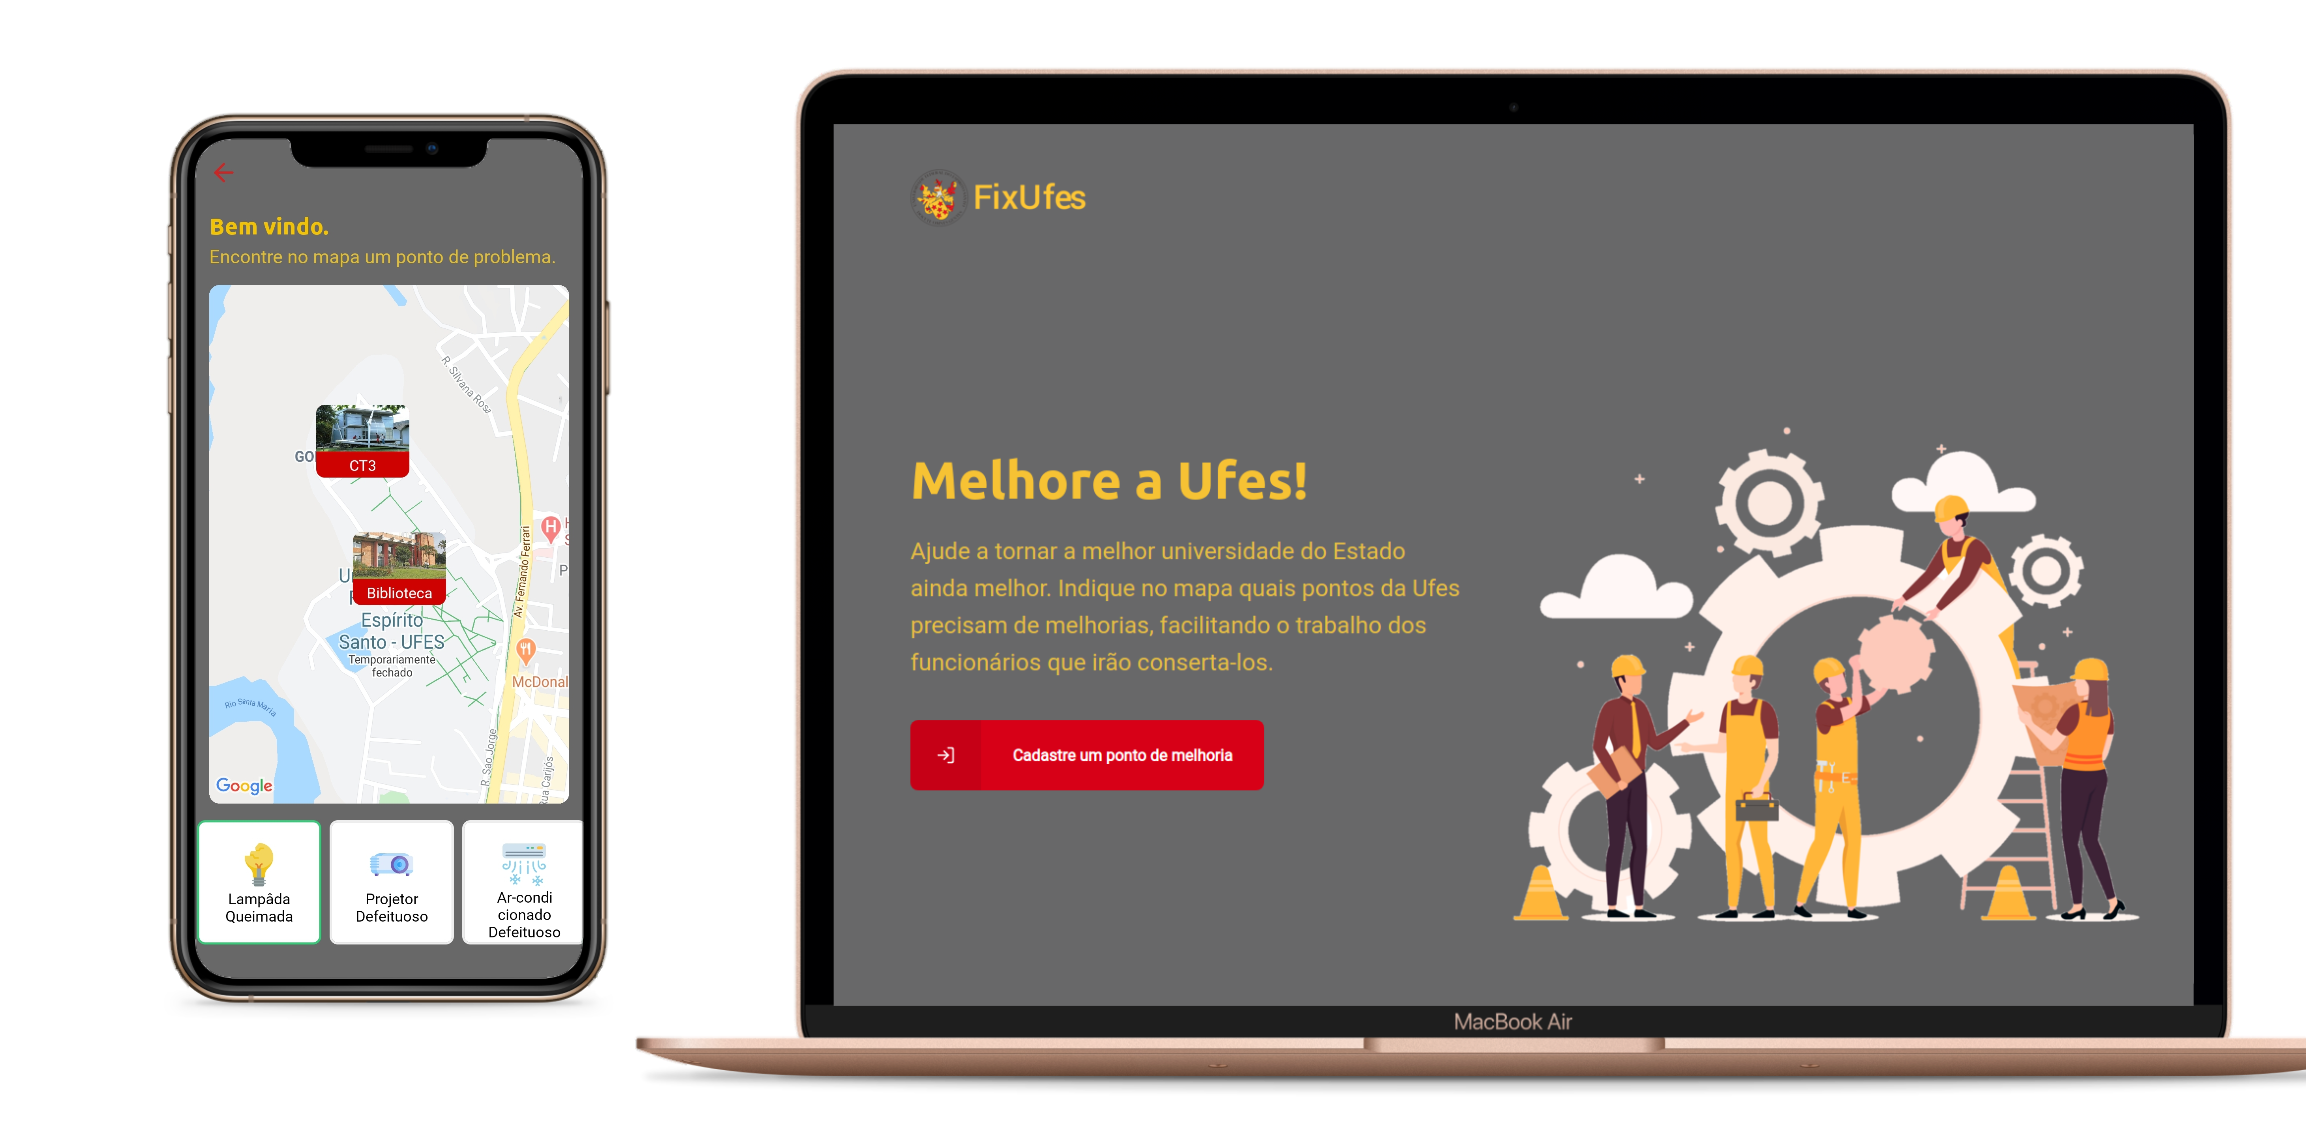 Bem vindo.
Encontre no mapa um ponto de problema.
R. Silvana Rosa
GO
CT3
H
Av. Fernando Ferrari
P
U
Biblioteca
Espírito
Santo - UFES
Temporariamente
fechado
McDonal
Rio Santa Maria
R. São Jorge
Rua Carijós
Google
Lampâda
Queimada
Projetor
Defeituoso
Ar-condi
cionado
Defeituoso
FixUfes
Melhore a Ufes!
Ajude a tornar a melhor universidade do Estado
ainda melhor. Indique no mapa quais pontos da Ufes
precisam de melhorias, facilitando o trabalho dos
funcionários que irão conserta-los.
Cadastre um ponto de melhoria
E
MacBook Air